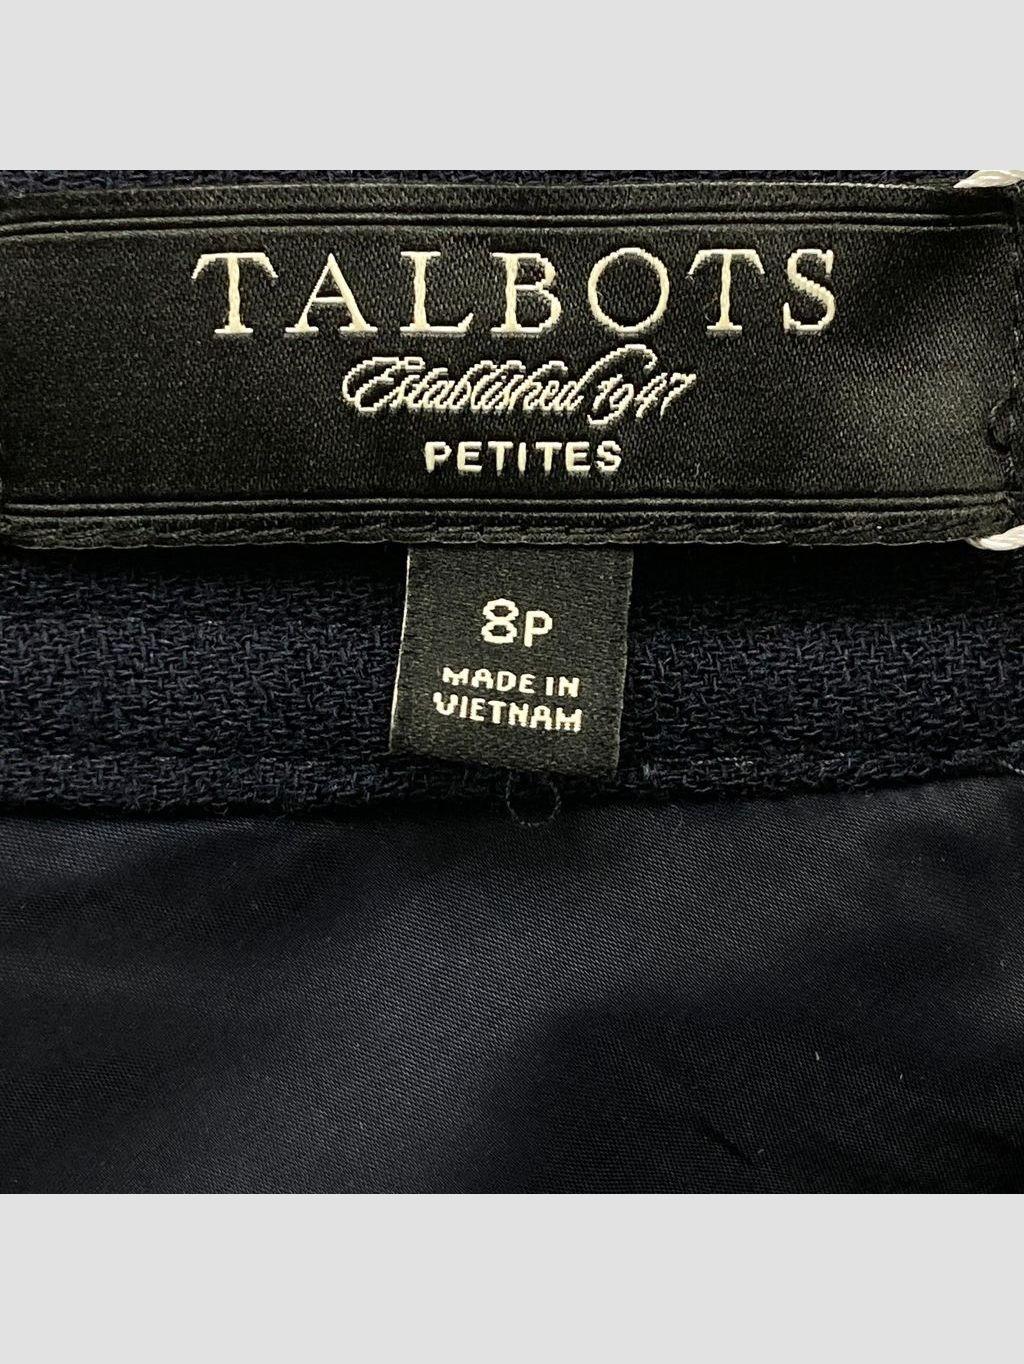 TALBOTS
Established 1947
PETITES
8P
MADE IN
VIETNAM